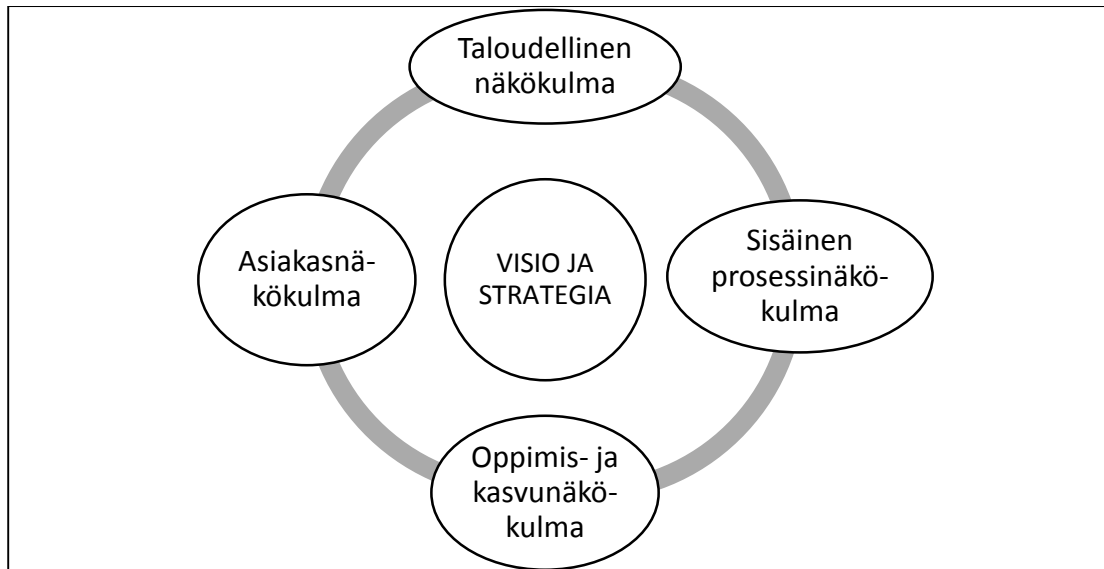 Taloudellinen
näkökulma
Asiakasnä-
kökulma
VISIO JA
STRATEGIA
Sisäinen
prosessinäkö-
kulma
Oppimis- ja
kasvunäkö-
kulma